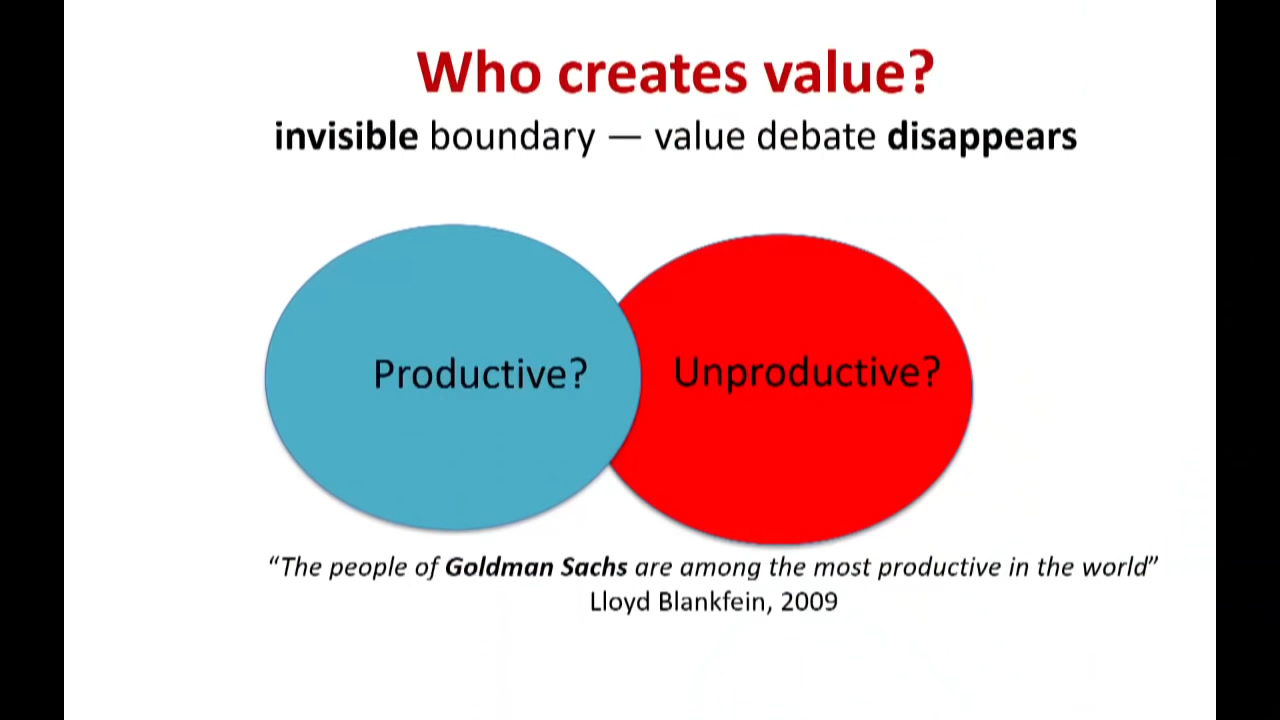 Who creates value?
invisible boundary — value debate disappears
Productive?
Unproductive?
“The people of Goldman Sachs are among the most productive in the world”
Lloyd Blankfein, 2009